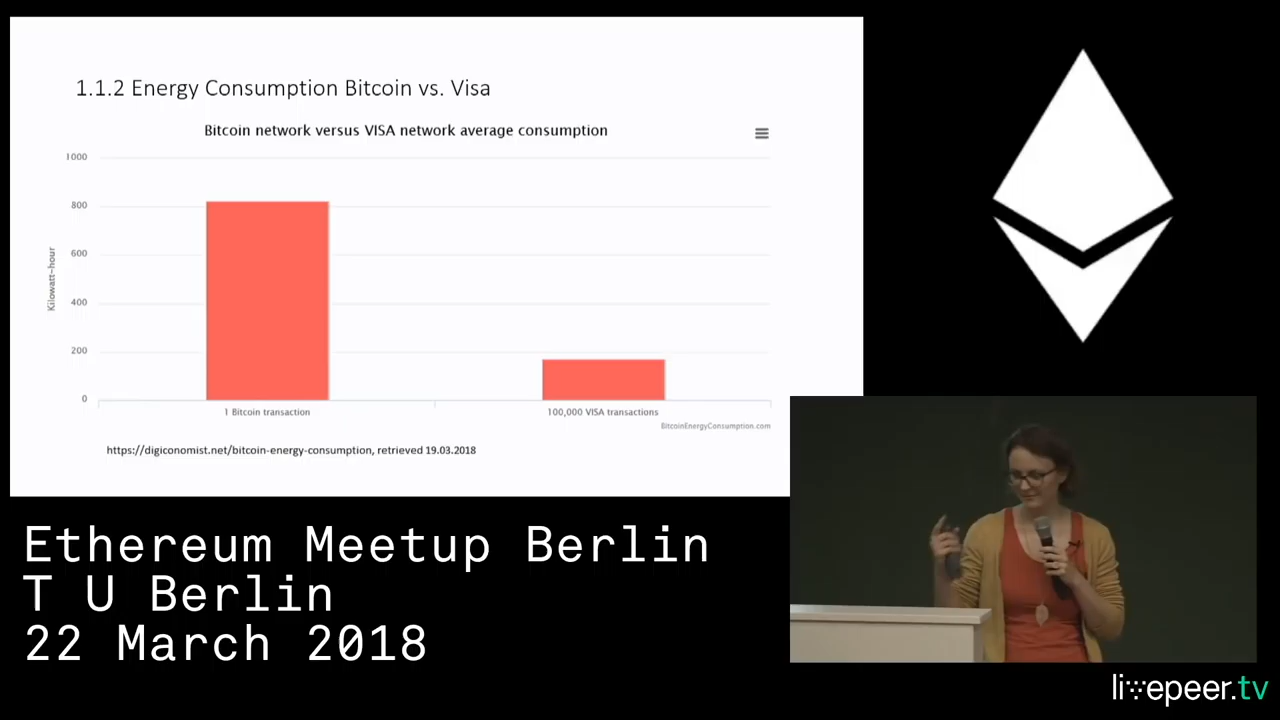 1.1.2 Energy Consumption Bitcoin vs. Visa
Bitcoin network versus VISA network average consumption
1000
800
600
400
200
0
Kilowatt-hour
1 Bitcoin transaction
100,000 VISA transactions
BitcoinEnergyConsumption.com
https://digiconomist.net/bitcoin-energy-consumption, retrieved 19.03.2018
Ethereum Meetup Berlin
T U Berlin
22 March 2018
livepeer.tv